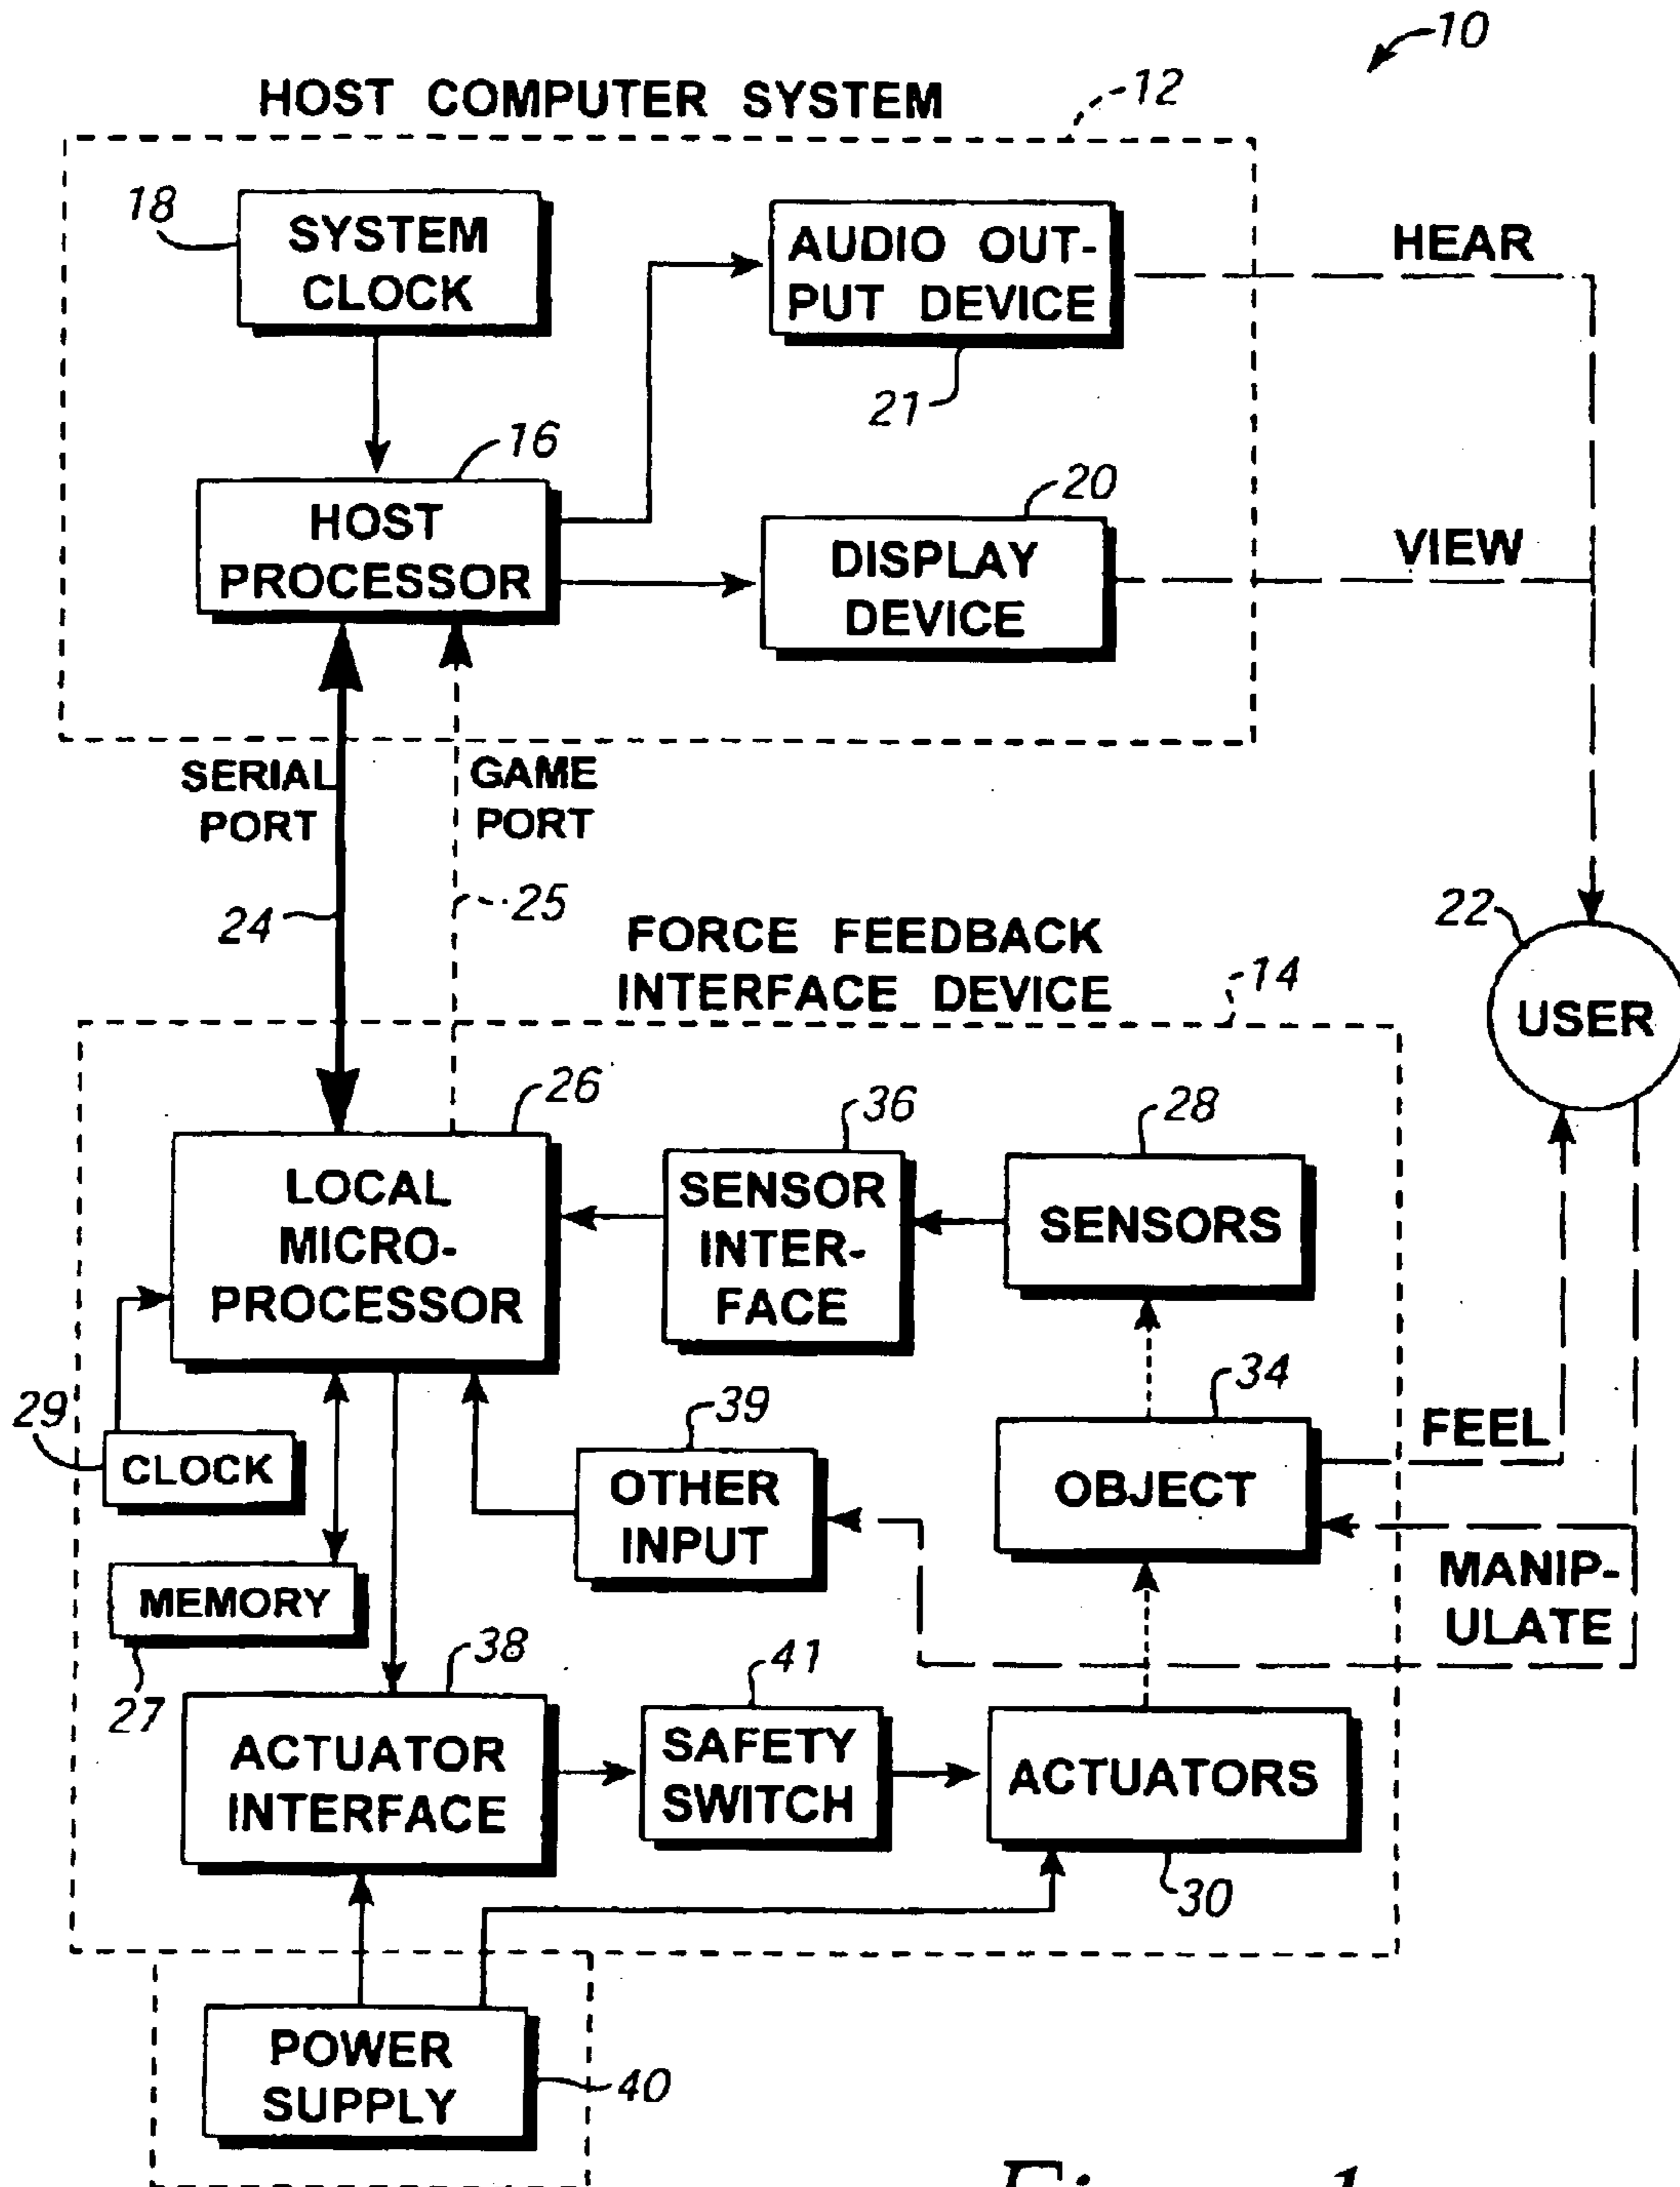 10
HOST COMPUTER SYSTEM
12
18
SYSTEM
CLOCK
AUDIO OUT-
PUT DEVICE
21
HEAR
16
HOST
PROCESSOR
20
DISPLAY
DEVICE
VIEW
SERIAL
PORT
GAME
PORT
24
25
FORCE FEEDBACK
INTERFACE DEVICE
14
22
USER
26
LOCAL
MICRO-
PROCESSOR
36
SENSOR
INTER-
FACE
28
SENSORS
29
CLOCK
39
OTHER
INPUT
34
OBJECT
FEEL
MANIP-
ULATE
MEMORY
27
38
ACTUATOR
INTERFACE
41
SAFETY
SWITCH
ACTUATORS
30
POWER
SUPPLY
40